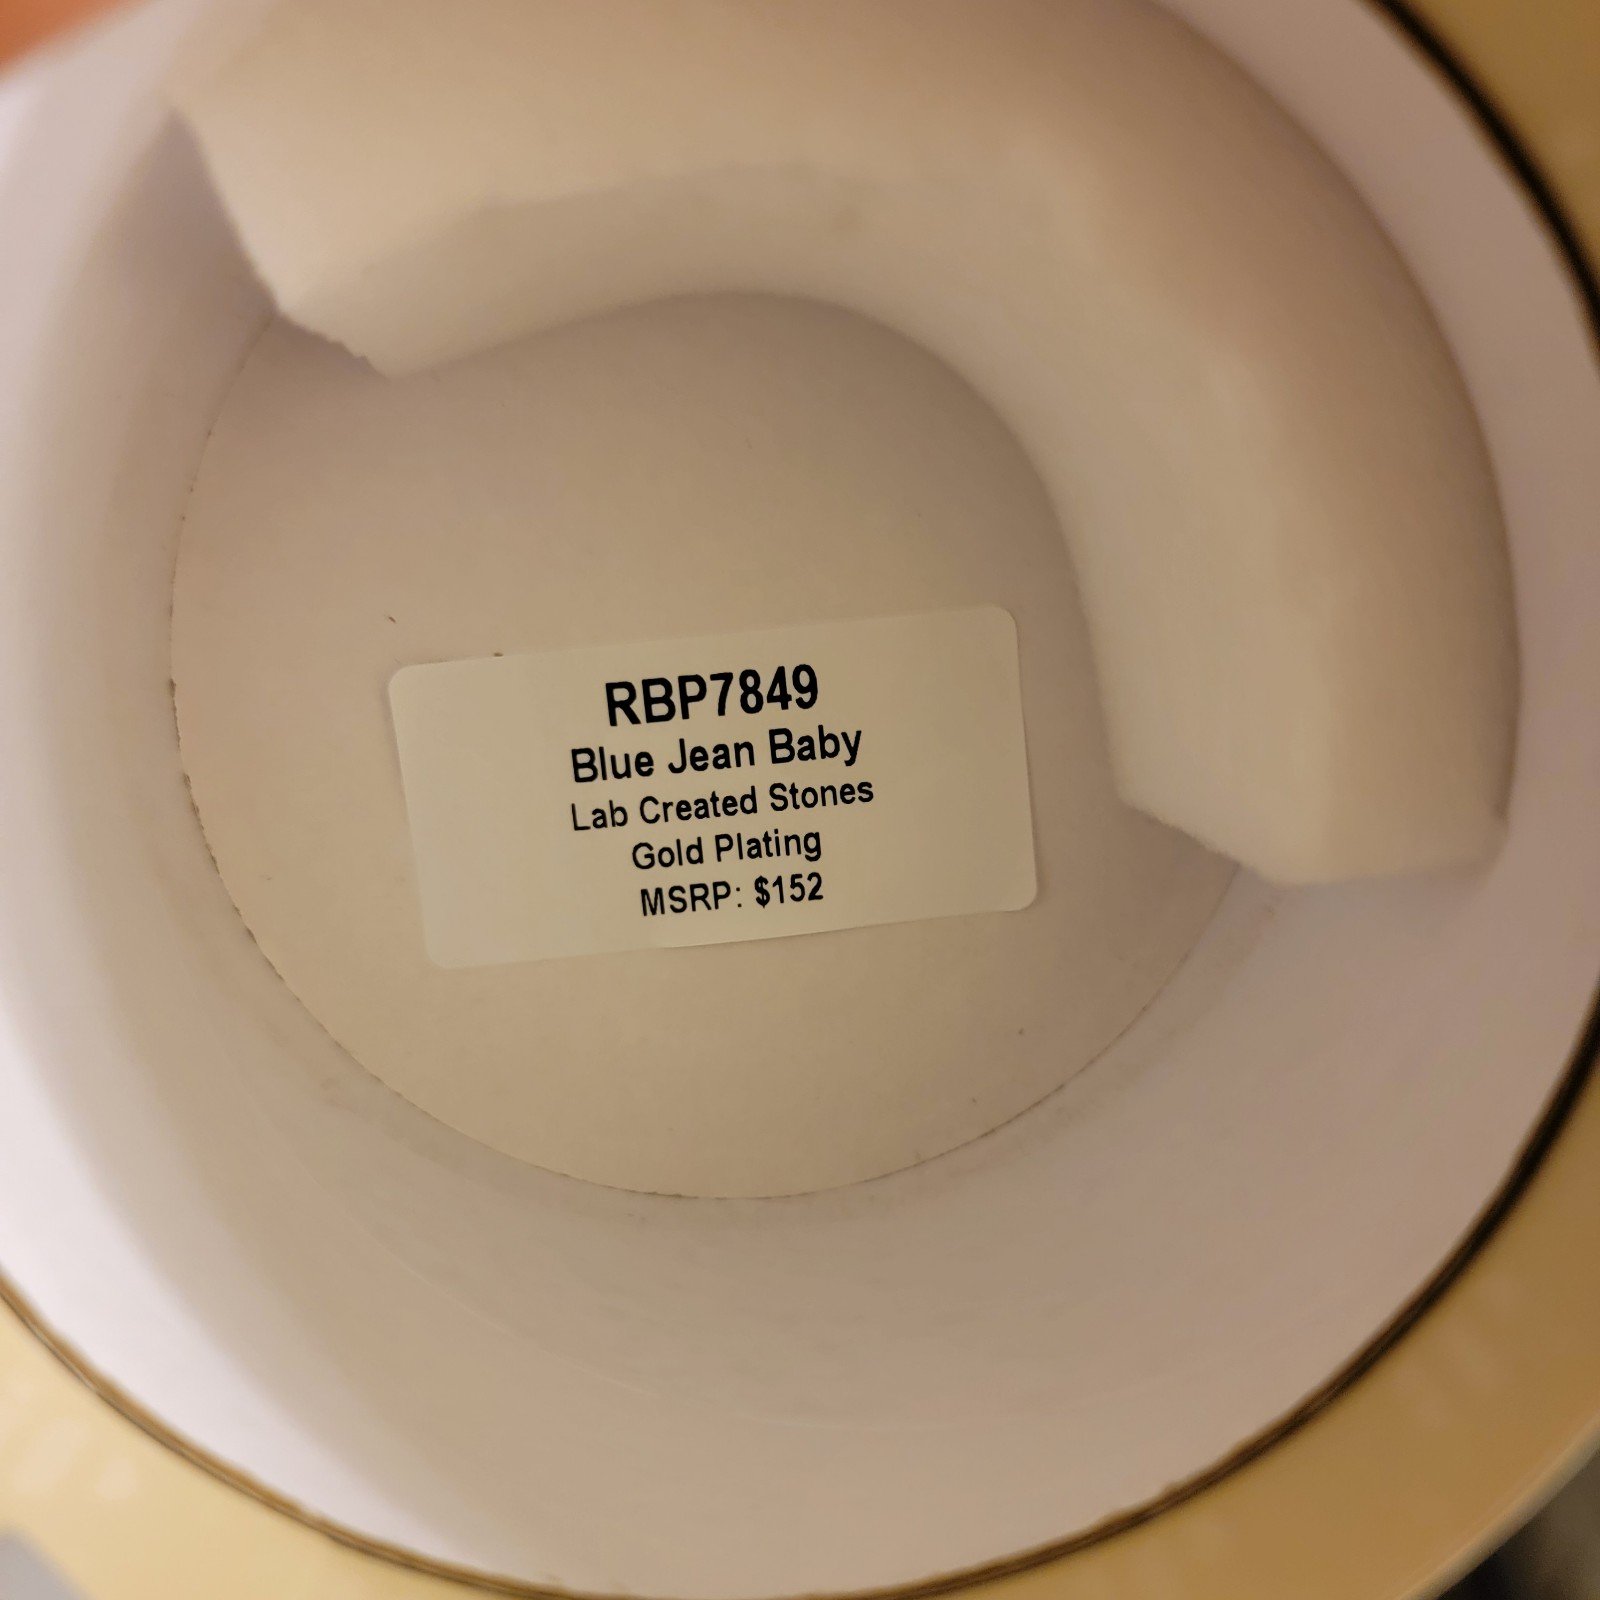 RBP7849
Blue Jean Baby
Lab Created Stones
Gold Plating
MSRP: $152